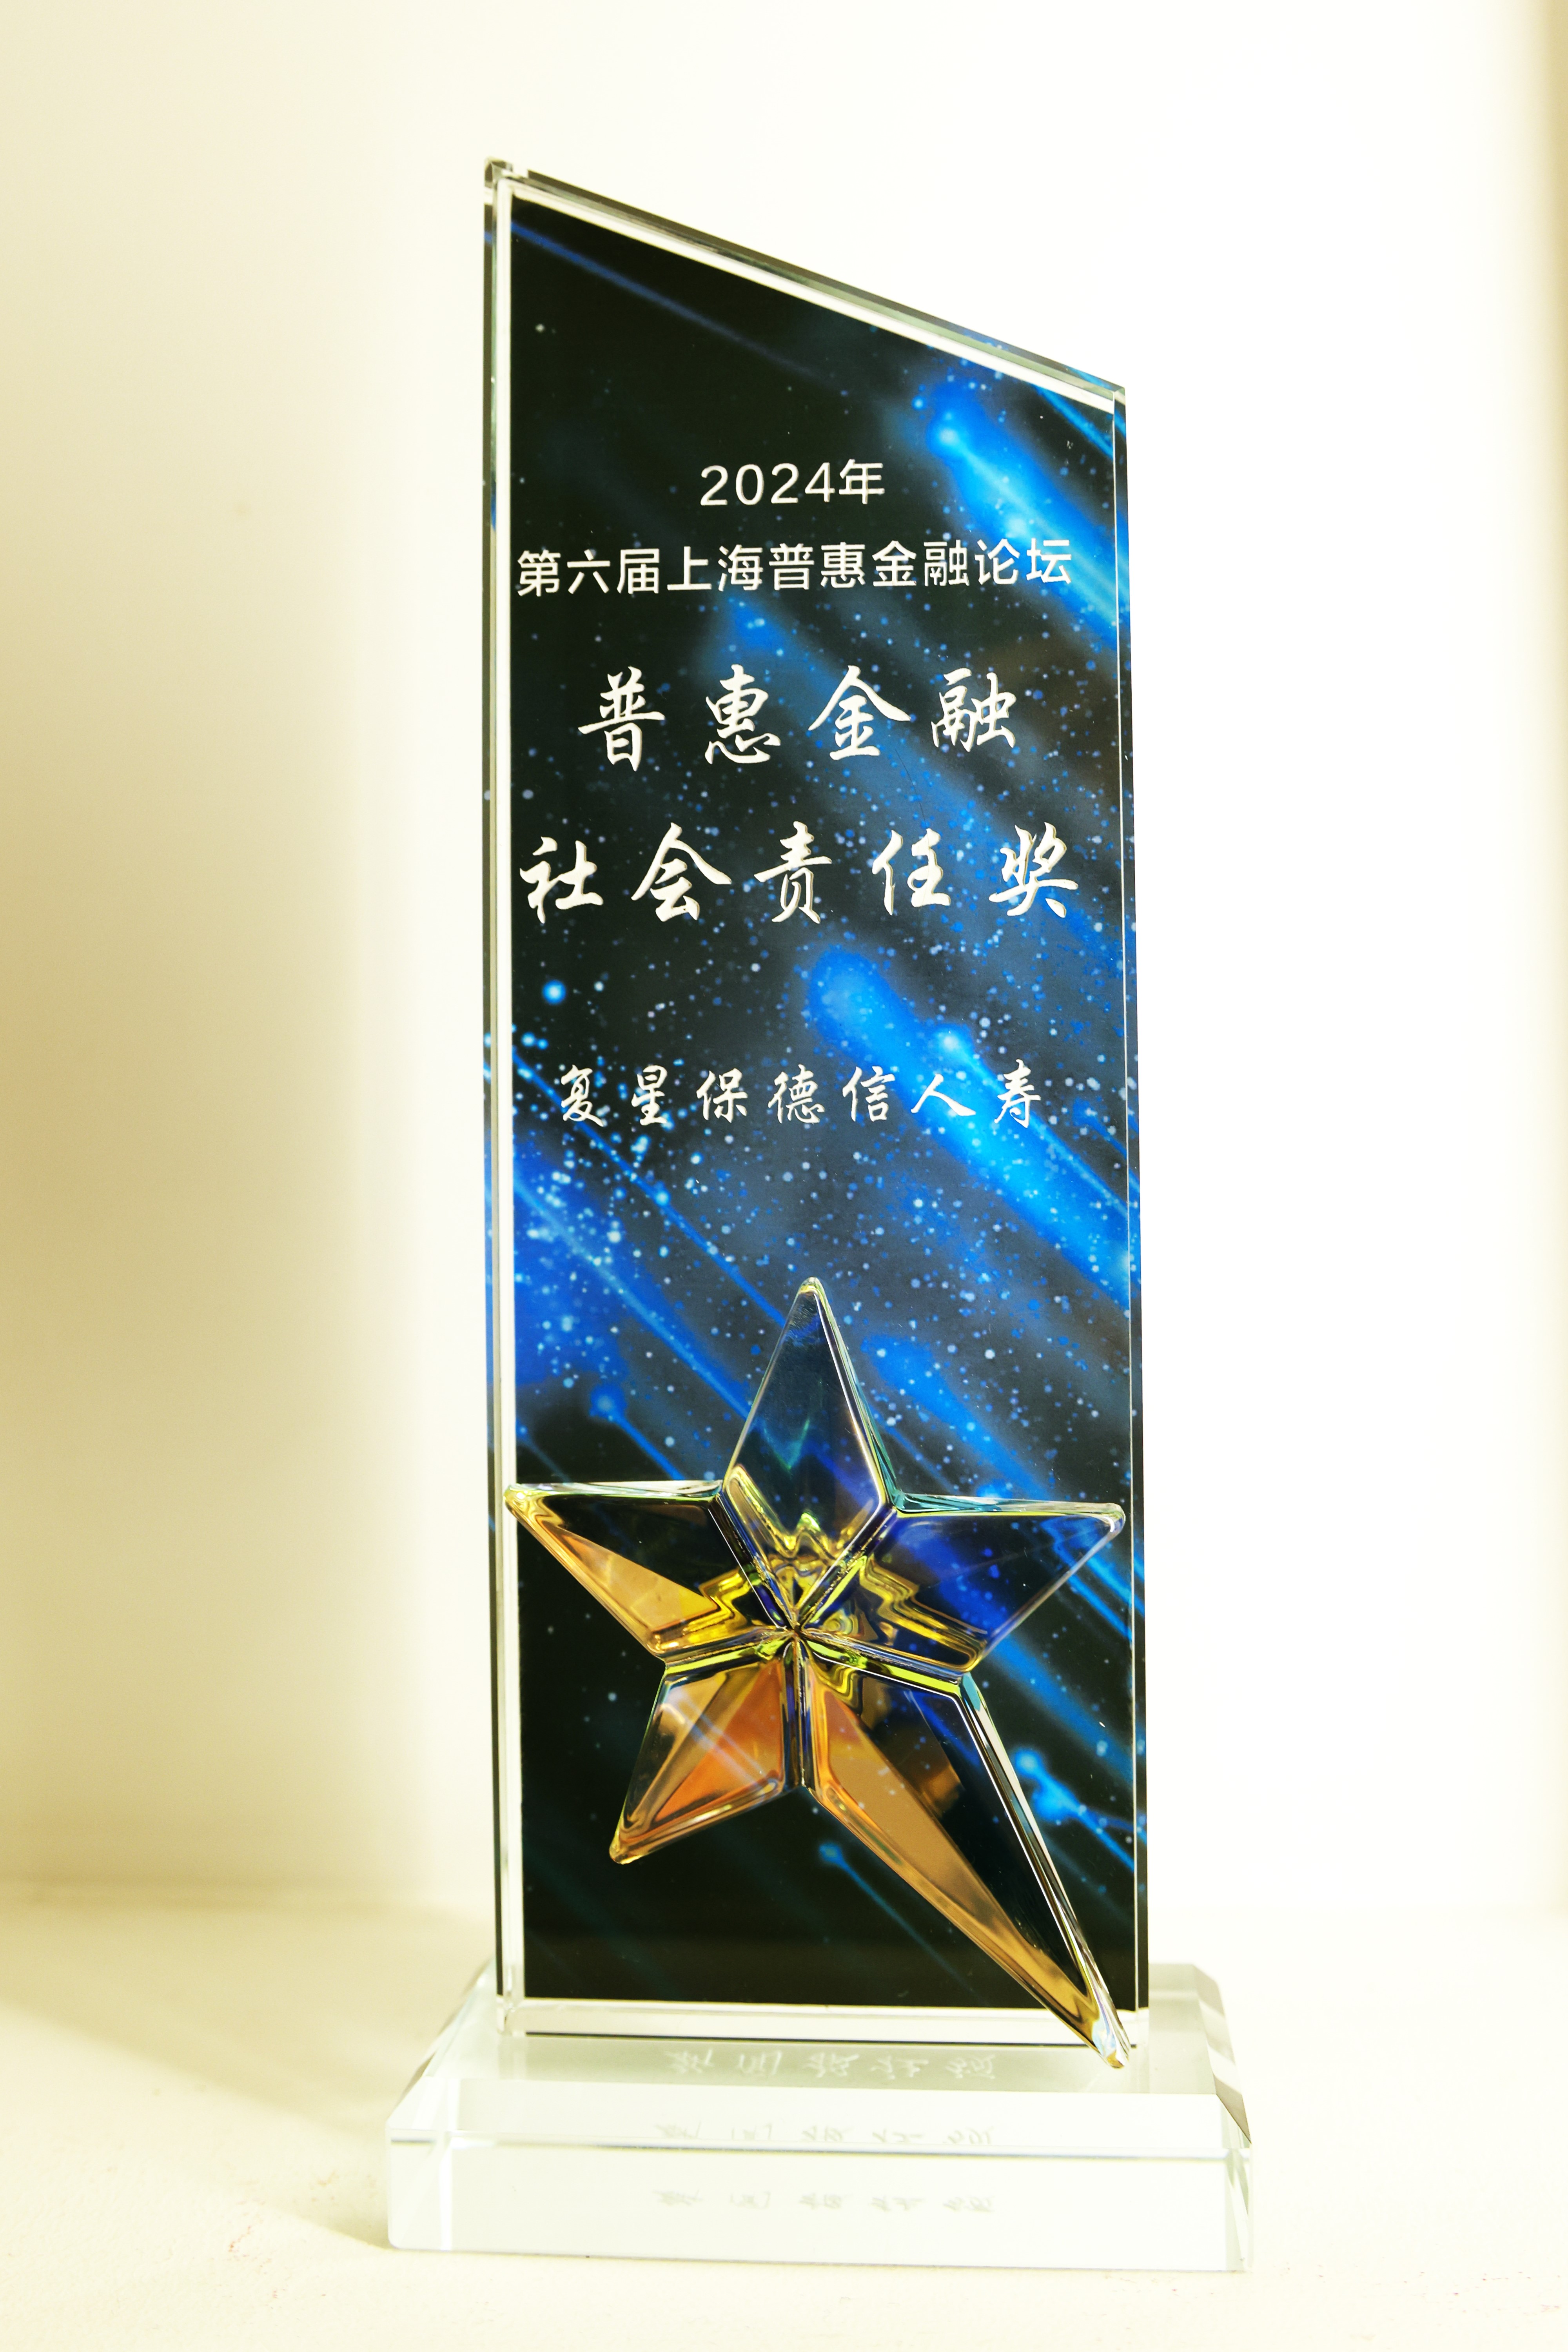 2024年
第六届上海普惠金融论坛
普惠金融
社会责任奖
复星保德信人寿